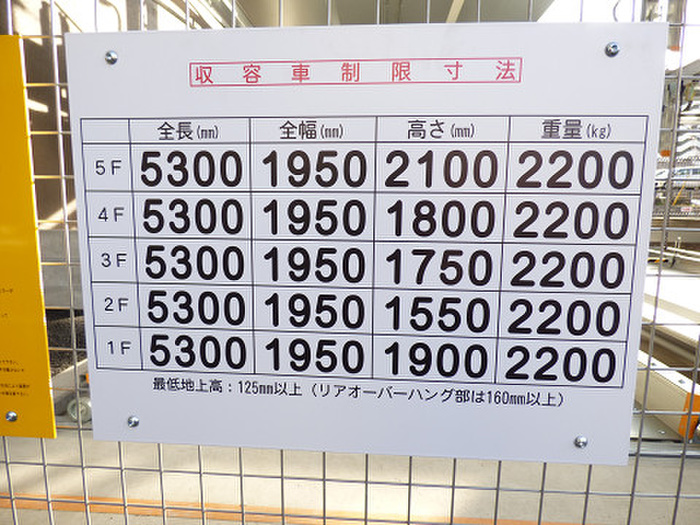 収容車制限寸法
全長(㎜) 全幅(㎜) 高さ(㎜) 重量(㎏)
5F 5300 1950 2100 2200
4F 5300 1950 1800 2200
3F 5300 1950 1750 2200
2F 5300 1950 1550 2200
1F 5300 1950 1900 2200
最低地上高：125㎜以上（リアオーバーハング部は160㎜以上）